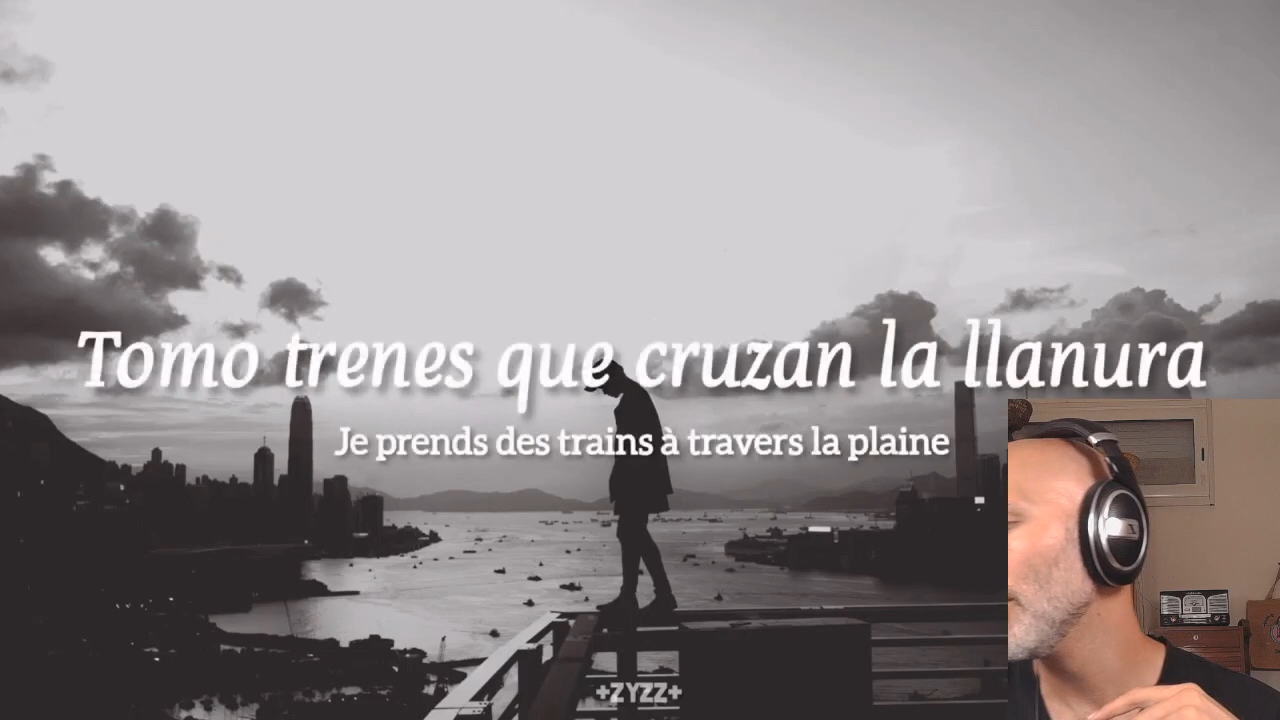 Tomo trenes que cruzan la llanura
Je prends des trains à travers la plaine
+ZYZZ+